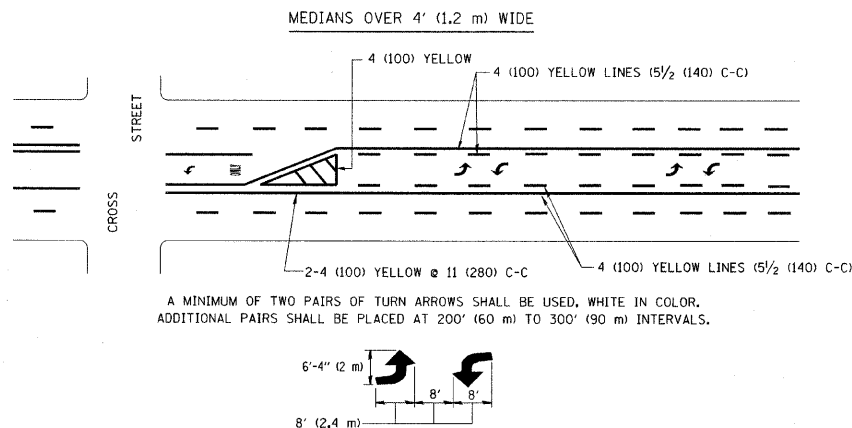 MEDIANS OVER 4' (1.2 m) WIDE
4 (100) YELLOW
4 (100) YELLOW LINES (5½ (140) C-C)
STREET
ONLY
CROSS
2-4 (100) YELLOW @ 11 (280) C-C
4 (100) YELLOW LINES (5½ (140) C-C)
A MINIMUM OF TWO PAIRS OF TURN ARROWS SHALL BE USED, WHITE IN COLOR.
ADDITIONAL PAIRS SHALL BE PLACED AT 200' (60 m) TO 300' (90 m) INTERVALS.
6'-4" (2 m)
8'
8'
8' (2.4 m)